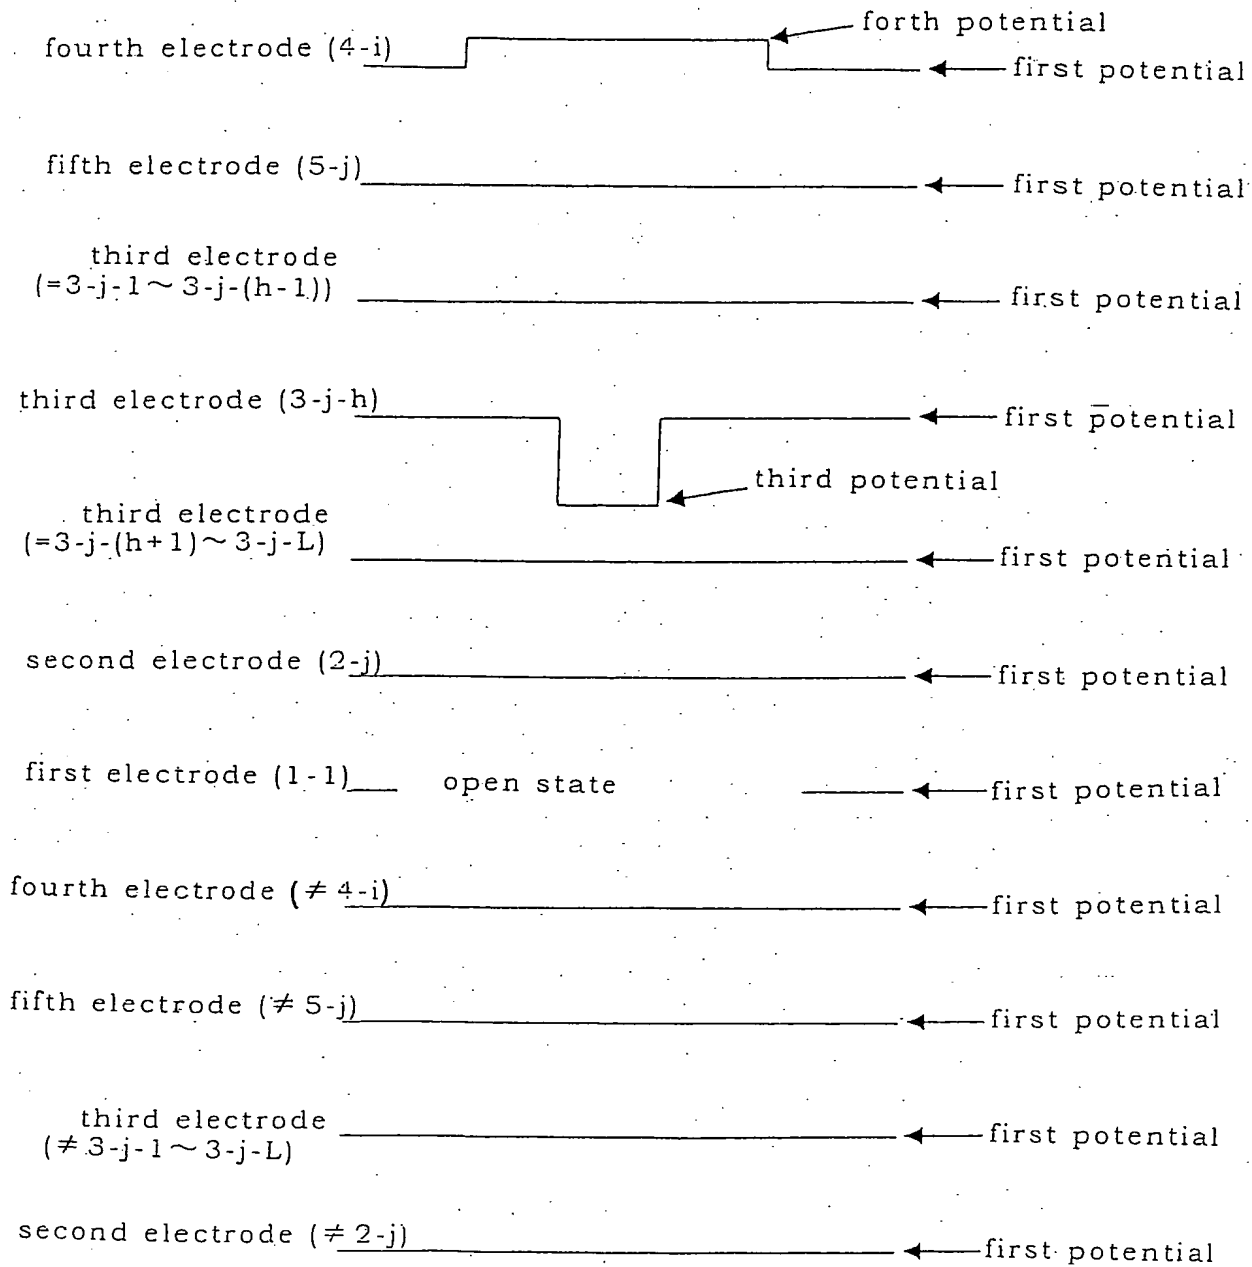 forth potential
fourth electrode (4-i)
first potential
fifth electrode (5-j)
first potential
third electrode
(=3-j-1 ~ 3-j-(h-1))
first potential
third electrode (3-j-h)
first potential
third potential
third electrode
(=3-j-(h+1) ~ 3-j-L)
first potential
second electrode (2-j)
first potential
first electrode (1-1)
open state
first potential
fourth electrode (≠ 4-i)
first potential
fifth electrode (≠ 5-j)
first potential
third electrode
(≠ 3-j-1 ~ 3-j-L)
first potential
second electrode (≠ 2-j)
first potential